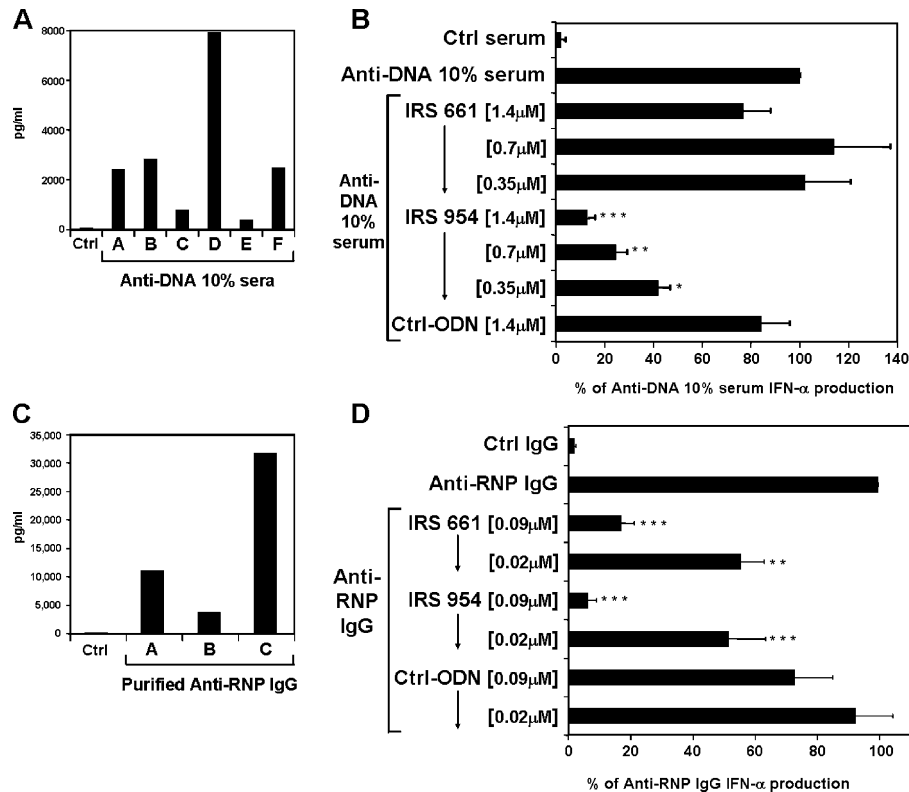 A
pg/ml
8000
6000
4000
2000
0
Ctrl A B C D E F
Anti-DNA 10% sera
B
Ctrl serum
Anti-DNA 10% serum
IRS 661 [1.4µM]
[0.7µM]
[0.35µM]
IRS 954 [1.4µM] ***
[0.7µM] **
[0.35µM] *
Ctrl-ODN [1.4µM]
Anti-
DNA
10%
serum
0 20 40 60 80 100 120 140
% of Anti-DNA 10% serum IFN-α production
C
pg/ml
35,000
30,000
25,000
20,000
15,000
10,000
5,000
0
Ctrl A B C
Purified Anti-RNP IgG
D
Ctrl IgG
Anti-RNP IgG
IRS 661 [0.09µM] ***
[0.02µM] **
IRS 954 [0.09µM] ***
[0.02µM] ***
Ctrl-ODN [0.09µM]
[0.02µM]
Anti-
RNP
IgG
0 20 40 60 80 100
% of Anti-RNP IgG IFN-α production